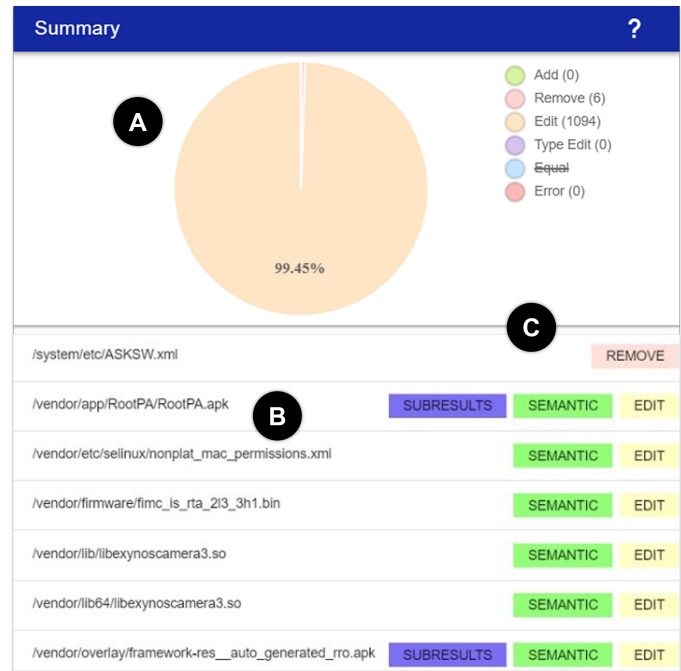 Summary ?
A
Add (0)
Remove (6)
Edit (1094)
Type Edit (0)
Equal
Error (0)
99.45%
C
/system/etc/ASKSW.xml REMOVE
/vendor/app/RootPA/RootPA.apk B SUBRESULTS SEMANTIC EDIT
/vendor/etc/selinux/nonplat_mac_permissions.xml SEMANTIC EDIT
/vendor/firmware/fimc_is_rta_2l3_3h1.bin SEMANTIC EDIT
/vendor/lib/libexynoscamera3.so SEMANTIC EDIT
/vendor/lib64/libexynoscamera3.so SEMANTIC EDIT
/vendor/overlay/framework-res__auto_generated_rro.apk SUBRESULTS SEMANTIC EDIT